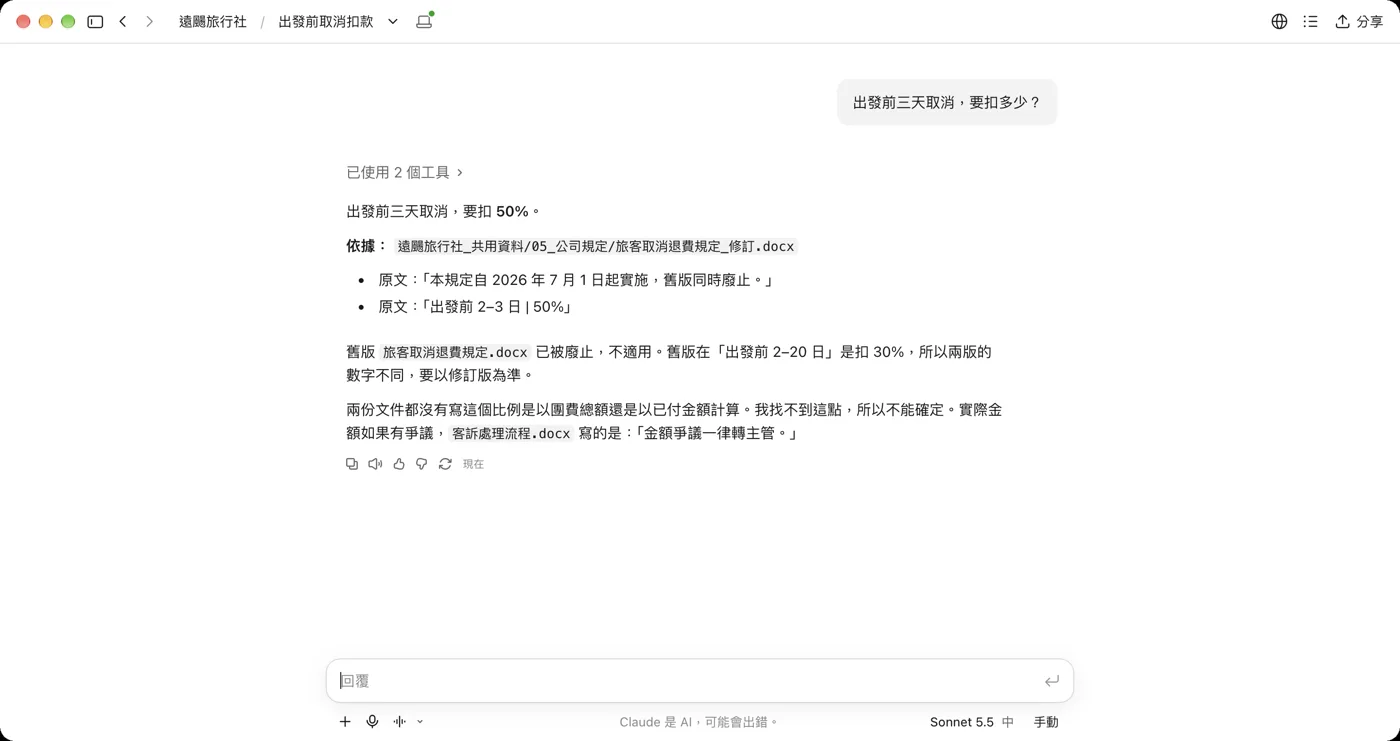 遠颺旅行社 / 出發前取消扣款
分享
出發前三天取消，要扣多少？
已使用 2 個工具
出發前三天取消，要扣 50%。
依據： 遠颺旅行社_共用資料/05_公司規定/旅客取消退費規定_修訂.docx
• 原文：「本規定自 2026 年 7 月 1 日起實施，舊版同時廢止。」
• 原文：「出發前 2–3 日 | 50%」
舊版 旅客取消退費規定.docx 已被廢止，不適用。舊版在「出發前 2–20 日」是扣 30%，所以兩版的
數字不同，要以修訂版為準。
兩份文件都沒有寫這個比例是以團費總額還是以已付金額計算。我找不到這點，所以不能確定。實際金
額如果有爭議，客訴處理流程.docx 寫的是：「金額爭議一律轉主管。」
現在
回覆
Claude 是 AI，可能會出錯。
Sonnet 5.5 中 手動